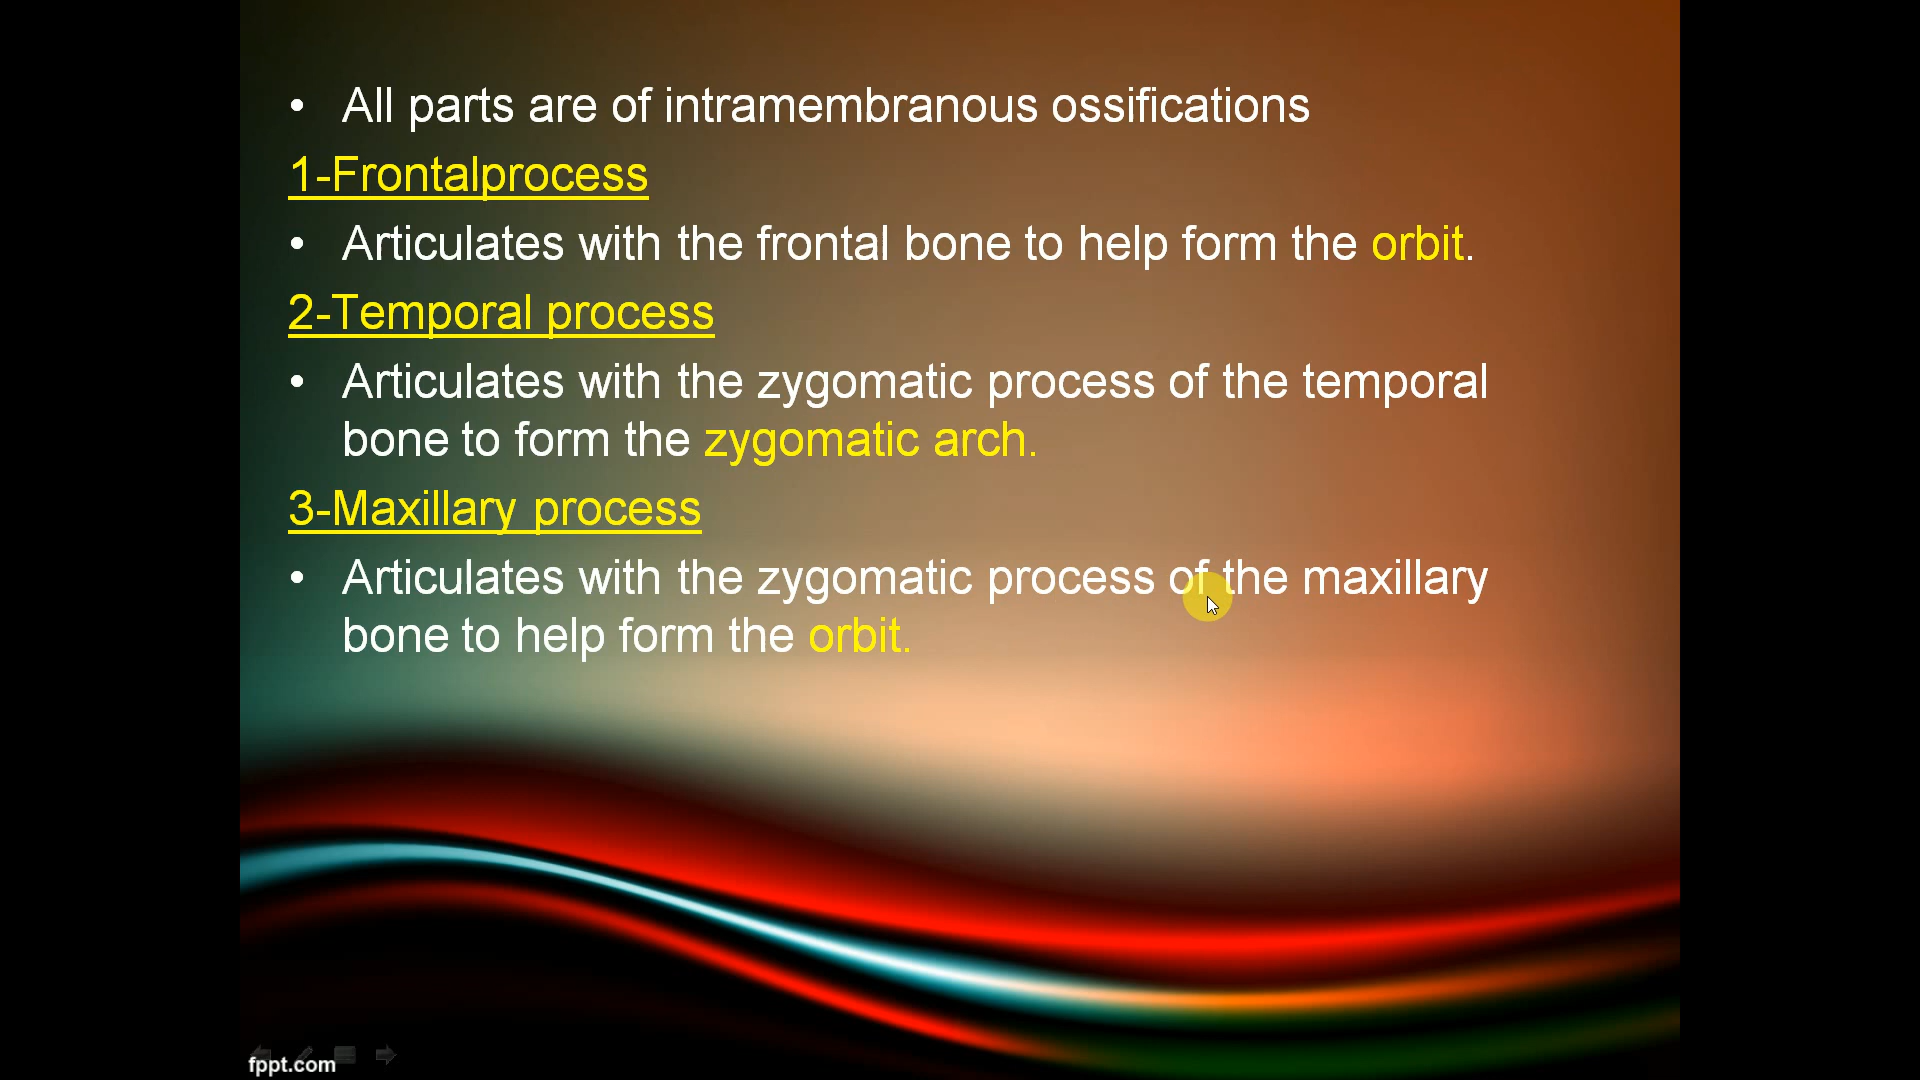 • All parts are of intramembranous ossifications
1-Frontalprocess
• Articulates with the frontal bone to help form the orbit.
2-Temporal process
• Articulates with the zygomatic process of the temporal
bone to form the zygomatic arch.
3-Maxillary process
• Articulates with the zygomatic process of the maxillary
bone to help form the orbit.
fppt.com